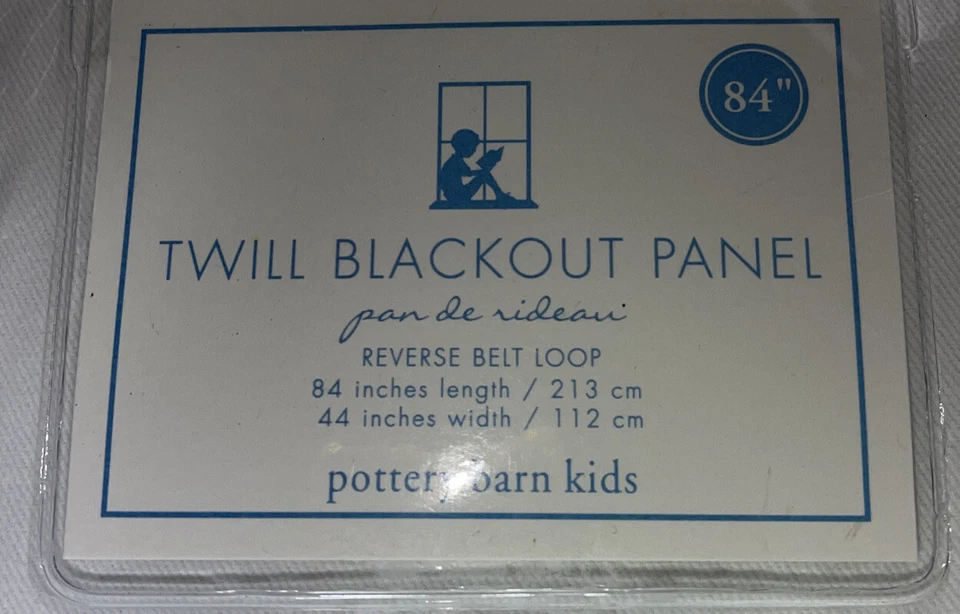 84"
TWILL BLACKOUT PANEL
pan de rideau
REVERSE BELT LOOP
84 inches length / 213 cm
44 inches width / 112 cm
pottery barn kids